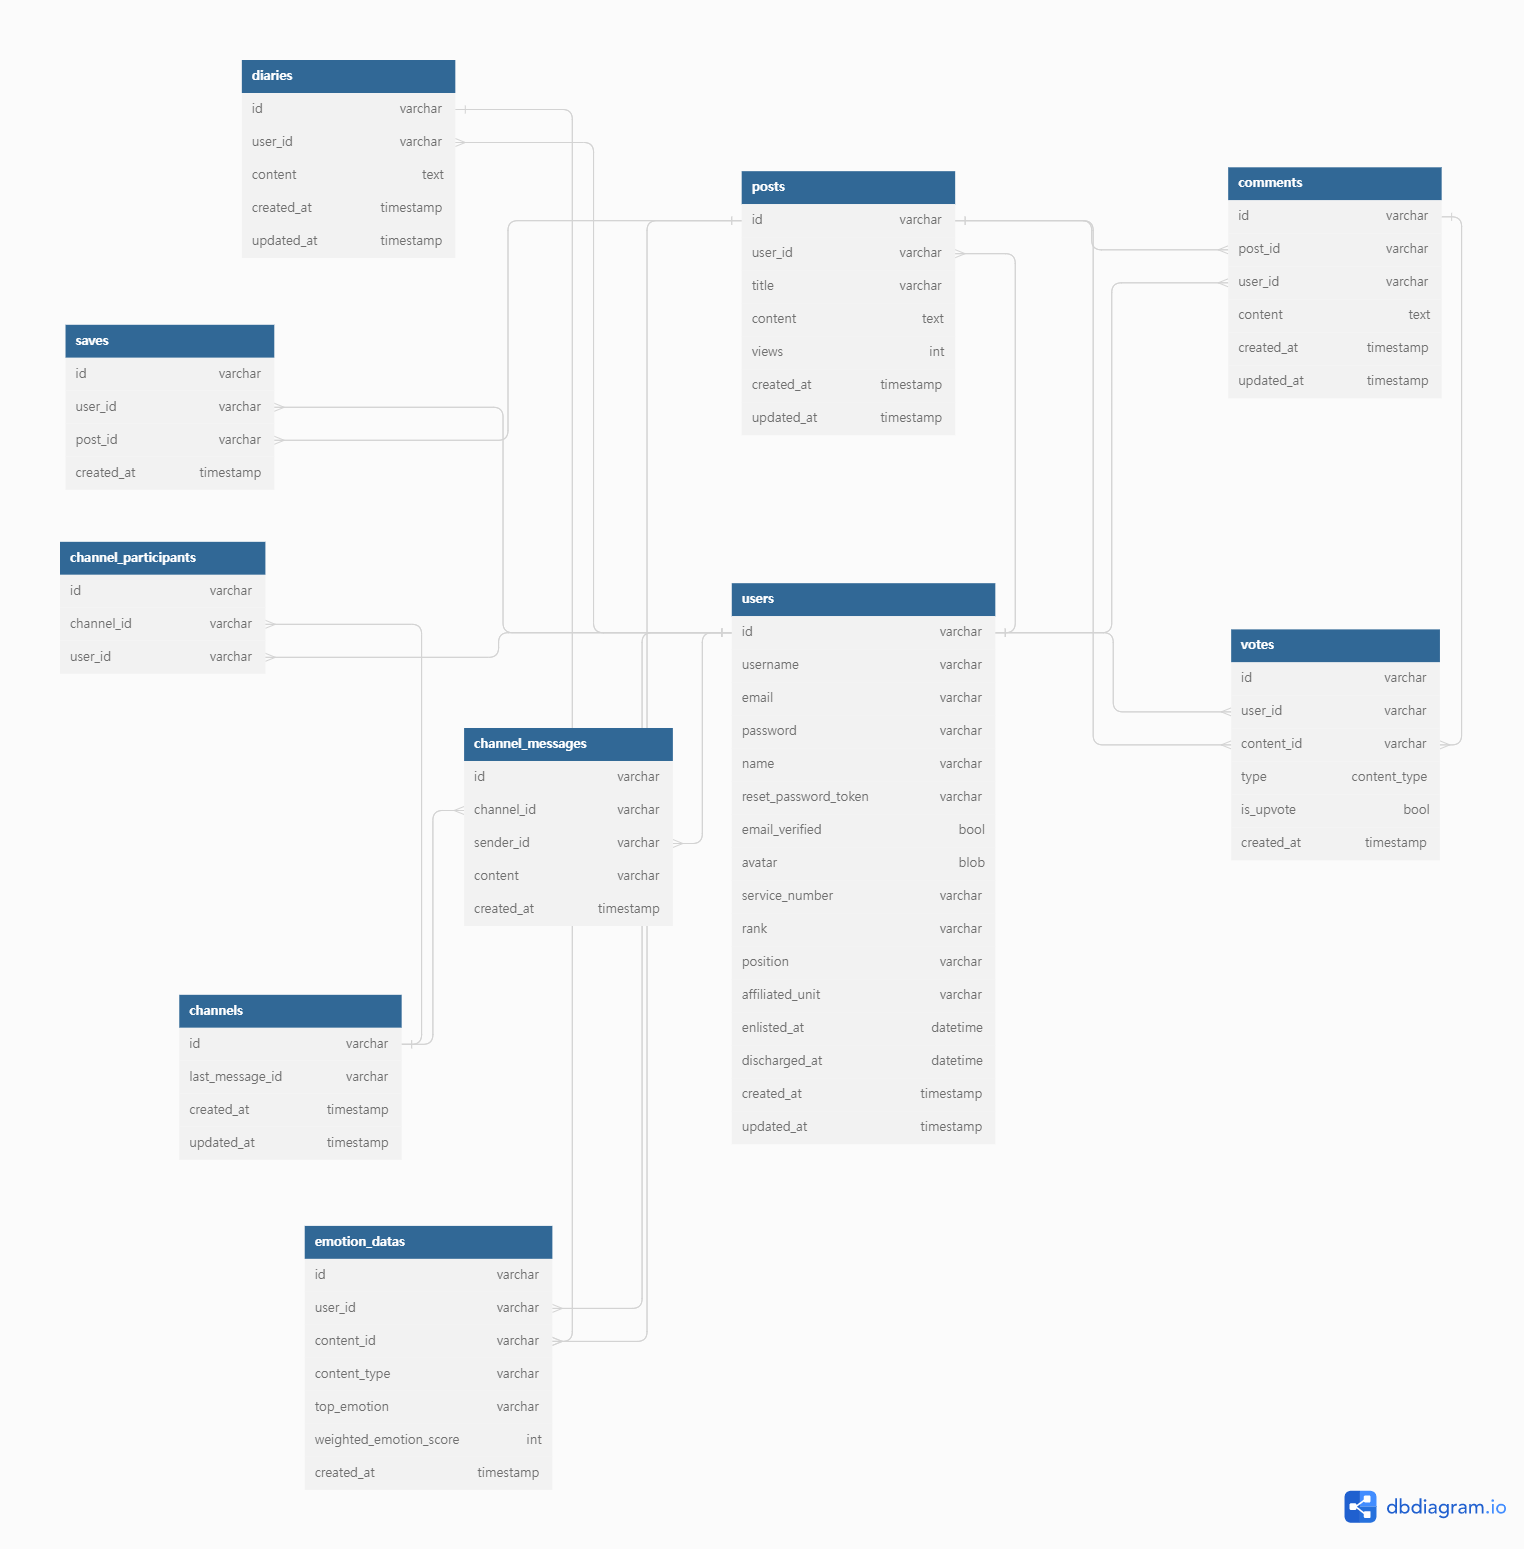 diaries
id varchar
user_id varchar
content text
created_at timestamp
updated_at timestamp
posts
id varchar
user_id varchar
title varchar
content text
views int
created_at timestamp
updated_at timestamp
comments
id varchar
post_id varchar
user_id varchar
content text
created_at timestamp
updated_at timestamp
saves
id varchar
user_id varchar
post_id varchar
created_at timestamp
channel_participants
id varchar
channel_id varchar
user_id varchar
users
id varchar
username varchar
email varchar
password varchar
name varchar
reset_password_token varchar
email_verified bool
avatar blob
service_number varchar
rank varchar
position varchar
affiliated_unit varchar
enlisted_at datetime
discharged_at datetime
created_at timestamp
updated_at timestamp
votes
id varchar
user_id varchar
content_id varchar
type content_type
is_upvote bool
created_at timestamp
channel_messages
id varchar
channel_id varchar
sender_id varchar
content varchar
created_at timestamp
channels
id varchar
last_message_id varchar
created_at timestamp
updated_at timestamp
emotion_datas
id varchar
user_id varchar
content_id varchar
content_type varchar
top_emotion varchar
weighted_emotion_score int
created_at timestamp
dbdiagram.io